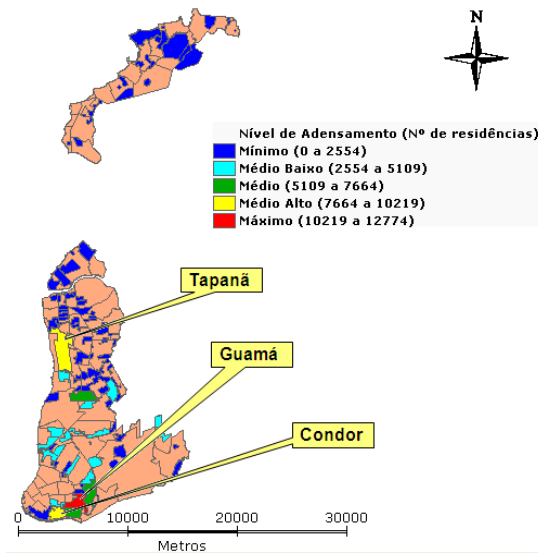 N
Nível de Adensamento (Nº de residências)
Mínimo (0 a 2554)
Médio Baixo (2554 a 5109)
Médio (5109 a 7664)
Médio Alto (7664 a 10219)
Máximo (10219 a 12774)
Tapanã
Guamá
Condor
0 10000 20000 30000
Metros